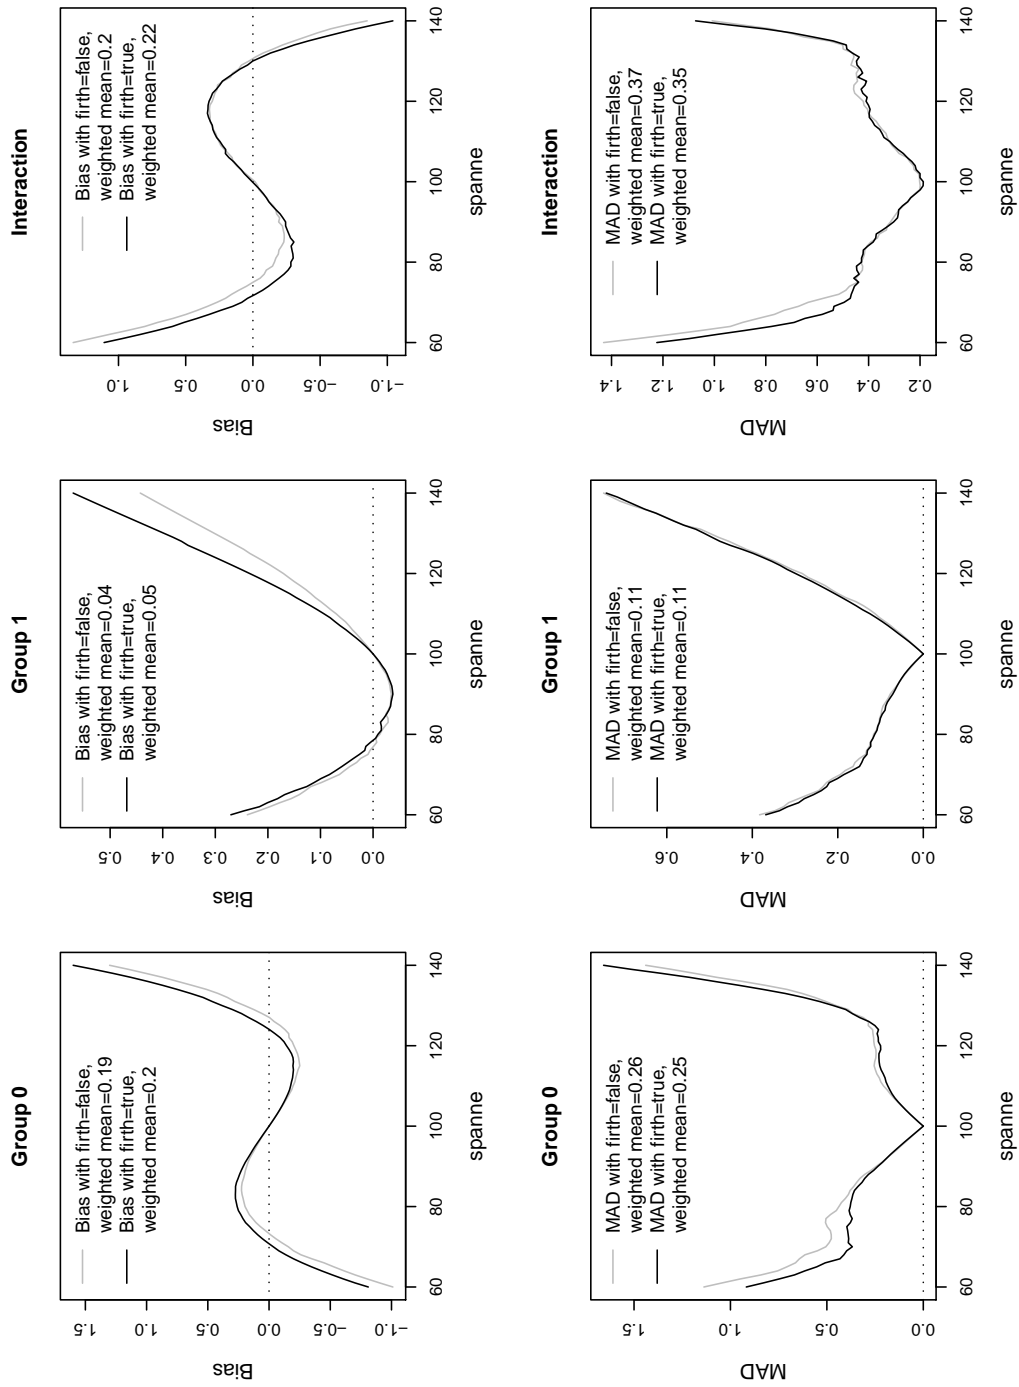 Group 0
Bias with firth=false,
weighted mean=0.19
Bias with firth=true,
weighted mean=0.2
Bias
−1.0 −0.5 0.0 0.5 1.0 1.5
60 80 100 120 140
spanne
Group 1
Bias with firth=false,
weighted mean=0.04
Bias with firth=true,
weighted mean=0.05
Bias
0.0 0.1 0.2 0.3 0.4 0.5
60 80 100 120 140
spanne
Interaction
Bias with firth=false,
weighted mean=0.2
Bias with firth=true,
weighted mean=0.22
Bias
−1.0 −0.5 0.0 0.5 1.0
60 80 100 120 140
spanne
Group 0
MAD with firth=false,
weighted mean=0.26
MAD with firth=true,
weighted mean=0.25
MAD
0.0 0.5 1.0 1.5
60 80 100 120 140
spanne
Group 1
MAD with firth=false,
weighted mean=0.11
MAD with firth=true,
weighted mean=0.11
MAD
0.0 0.2 0.4 0.6
60 80 100 120 140
spanne
Interaction
MAD with firth=false,
weighted mean=0.37
MAD with firth=true,
weighted mean=0.35
MAD
0.2 0.4 0.6 0.8 1.0 1.2 1.4
60 80 100 120 140
spanne